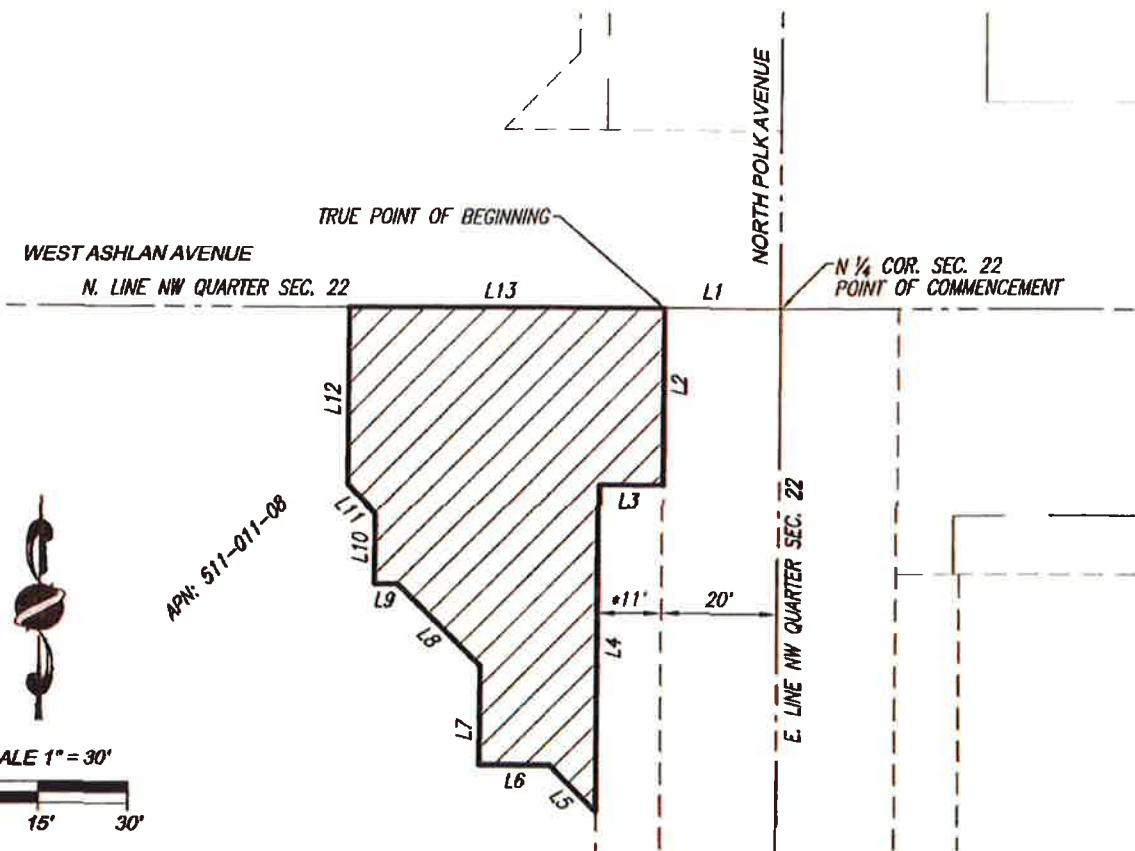 NORTH POLK AVENUE
TRUE POINT OF BEGINNING
WEST ASHLAN AVENUE
N. LINE NW QUARTER SEC. 22
L13
L1
N ¼ COR. SEC. 22
POINT OF COMMENCEMENT
L12
L2
L3
L11
L10
APN: 511-011-08
L9
L8
*11'
20'
L4
E. LINE NW QUARTER SEC. 22
L7
L6
L5
ALE 1" = 30'
15'
30'